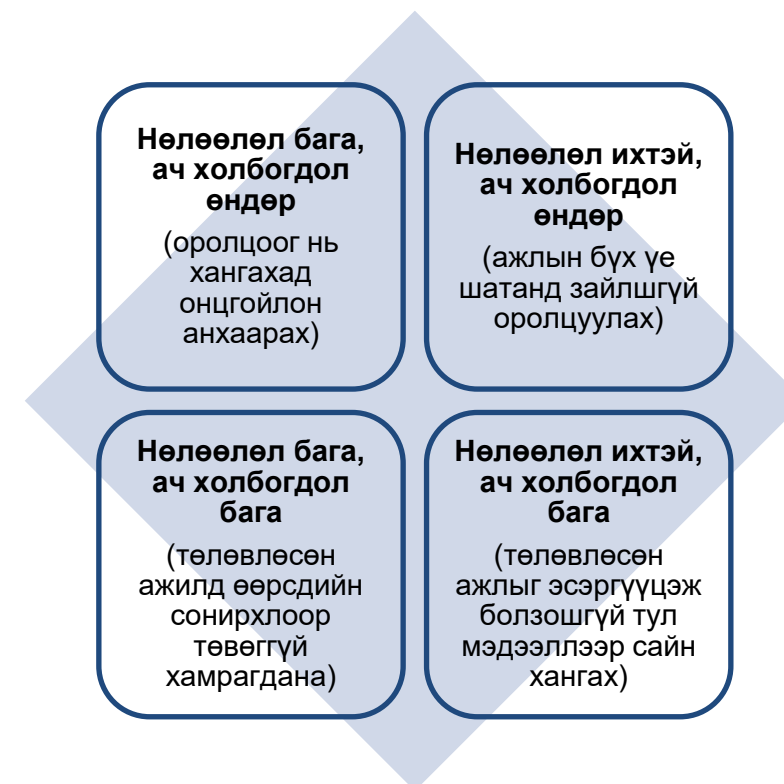 Нөлөөлөл бага,
ач холбогдол
өндөр
(оролцоог нь
хангахад
онцгойлон
анхаарах)
Нөлөөлөл ихтэй,
ач холбогдол
өндөр
(ажлын бүх үе
шатанд зайлшгүй
оролцуулах)
Нөлөөлөл бага,
ач холбогдол
бага
(төлөвлөсөн
ажилд өөрсдийн
сонирхлоор
төвөггүй
хамрагдана)
Нөлөөлөл ихтэй,
ач холбогдол
бага
(төлөвлөсөн
ажлыг эсэргүүцэж
болзошгүй тул
мэдээллээр сайн
хангах)